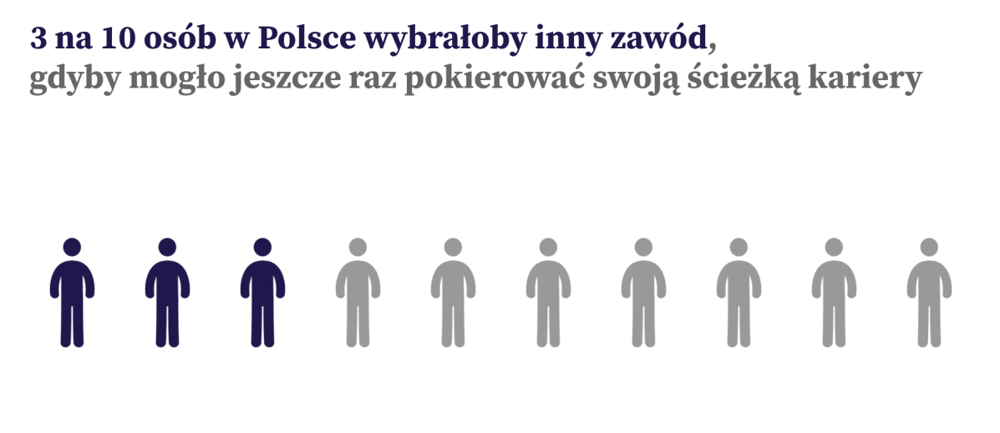 3 na 10 osób w Polsce wybrałoby inny zawód,
gdyby mogło jeszcze raz pokierować swoją ścieżką kariery